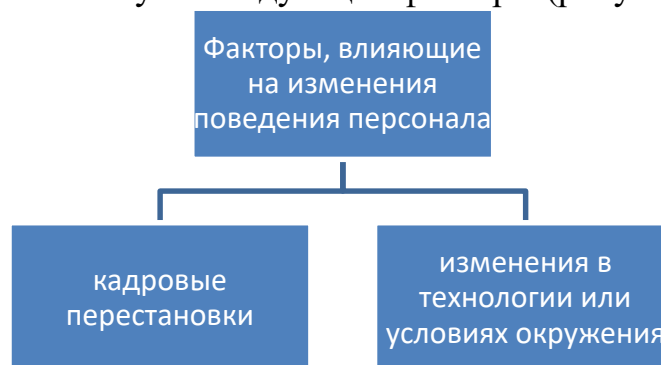 Факторы, влияющие
на изменения
поведения персонала
кадровые
перестановки
изменения в
технологии или
условиях окружения